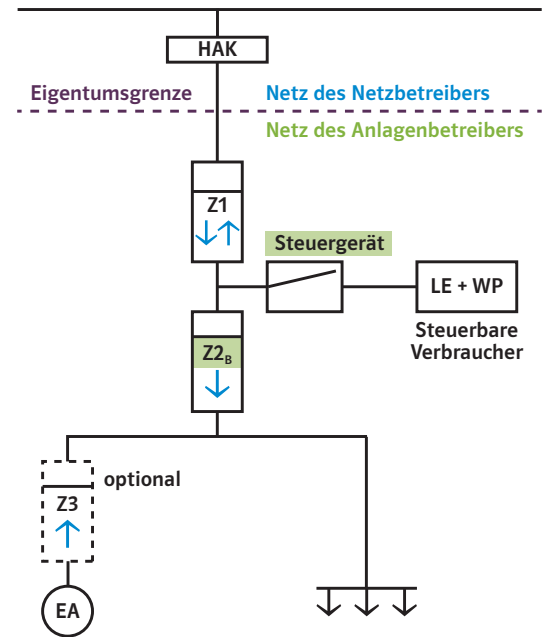 HAK
Eigentumsgrenze
Netz des Netzbetreibers
Netz des Anlagenbetreibers
Z1
Steuergerät
LE + WP
Steuerbare
Verbraucher
Z2B
optional
Z3
EA